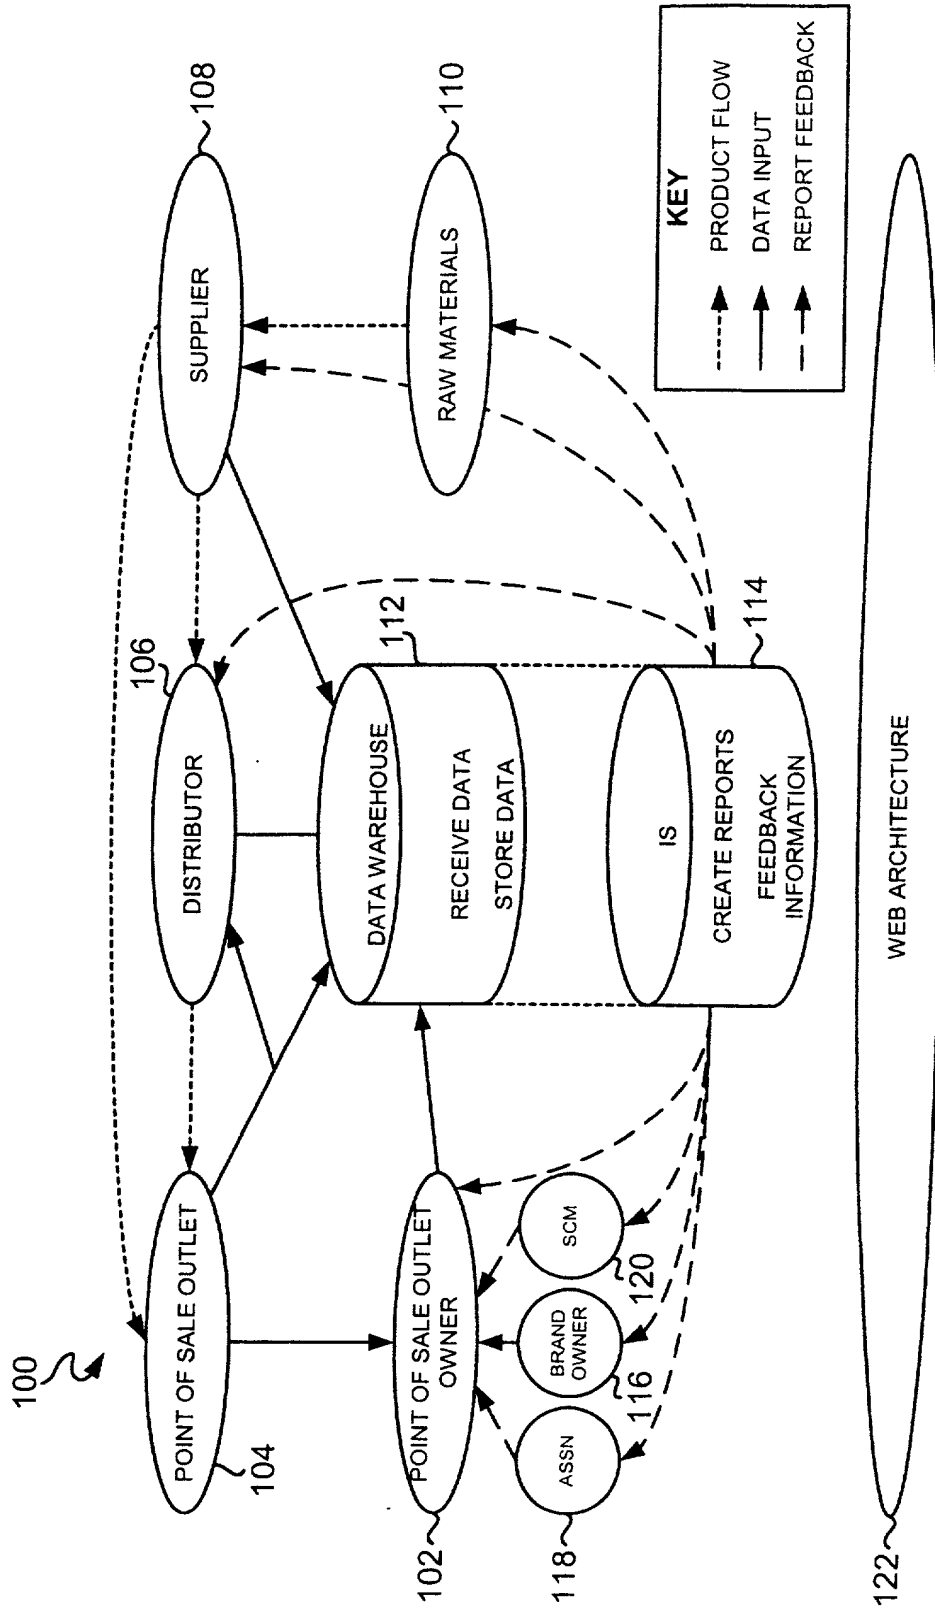 100
POINT OF SALE OUTLET
104
DISTRIBUTOR
106
SUPPLIER
108
POINT OF SALE OUTLET
OWNER
102
DATA WAREHOUSE
112
RECEIVE DATA
STORE DATA
RAW MATERIALS
110
ASSN
118
BRAND
OWNER
116
SCM
120
IS
114
CREATE REPORTS
FEEDBACK
INFORMATION
KEY
PRODUCT FLOW
DATA INPUT
REPORT FEEDBACK
WEB ARCHITECTURE
122